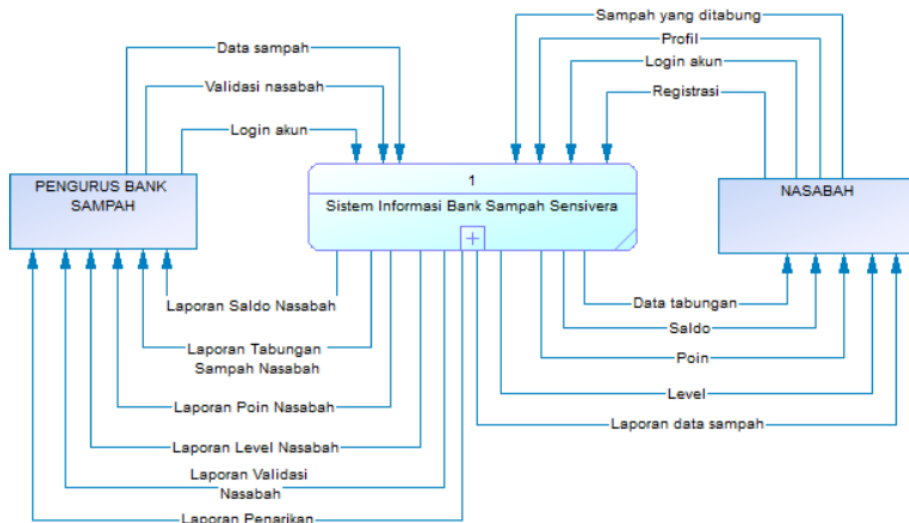 Sampah yang ditabung
Profil
Login akun
Registrasi
Data sampah
Validasi nasabah
Login akun
PENGURUS BANK
SAMPAH
1
Sistem Informasi Bank Sampah Sensivera
NASABAH
Laporan Saldo Nasabah
Laporan Tabungan
Sampah Nasabah
Laporan Poin Nasabah
Laporan Level Nasabah
Laporan Validasi
Nasabah
Laporan Penarikan
Data tabungan
Saldo
Poin
Level
Laporan data sampah